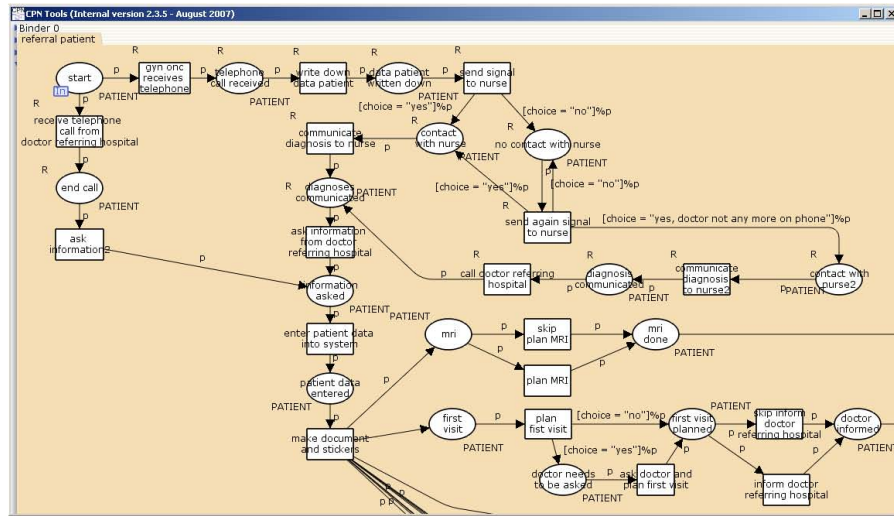 CPN Tools (Internal version 2.3.5 - August 2007)
Binder 0
referral patient
R
R
R
R
R
start
p
gyn onc
receives
telephone
p
telephone
call received
p
write down
data patient
p
data patient
written down
p
send signal
to nurse
In
PATIENT
PATIENT
PATIENT
R
p
receive telephone
call from
doctor referring hospital
p
R
end call
PATIENT
p
ask
information2
p
[choice = "yes"]%p
[choice = "no"]%p
R
communicate
diagnosis to nurse
p
R
contact
with nurse
PATIENT
R
no contact with nurse
PATIENT
p
R
diagnoses
communicated
PATIENT
[choice = "yes"]%p
p
[choice = "no"]%p
p
R
send again signal
to nurse
[choice = "yes, doctor not any more on phone"]%p
ask information
from doctor
referring hospital
p
p
R
call doctor referring
hospital
p
R
diagnosis
communicated
PATIENT
p
R
communicate
diagnosis
to nurse2
p
R
contact with
nurse2
PATIENT
information
asked
PATIENT
PATIENT
p
enter patient data
into system
p
patient data
entered
PATIENT
p
make document
and stickers
p
mri
PATIENT
p
skip
plan MRI
p
p
plan MRI
p
mri
done
PATIENT
p
first
visit
PATIENT
p
plan
fist visit
[choice = "no"]%p
[choice = "yes"]%p
doctor needs
to be asked
PATIENT
p
ask doctor and
plan first visit
p
first visit
planned
PATIENT
p
skip inform
doctor
referring hospital
p
doctor
informed
PATIENT
p
inform doctor
referring hospital
p
p
p
p p